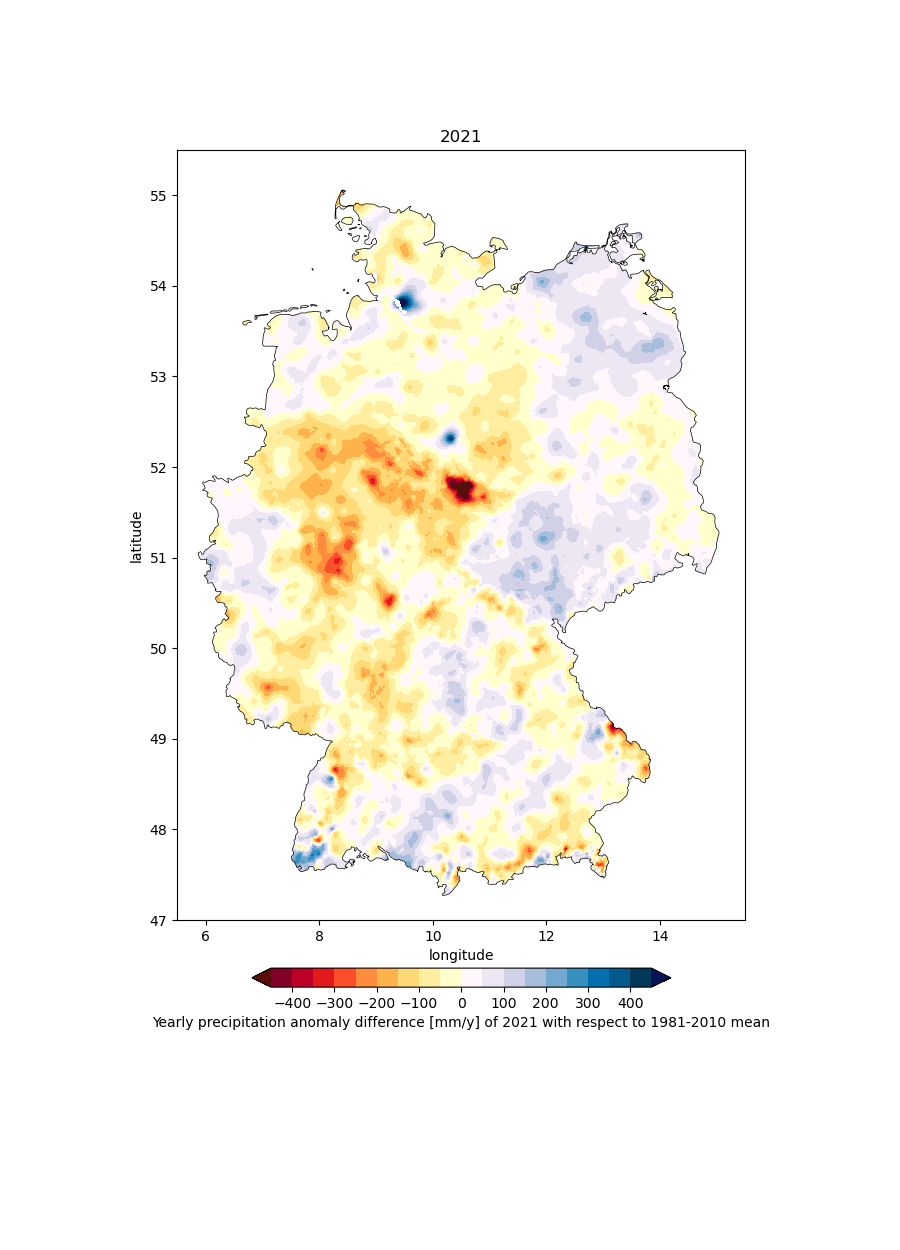 2021
55
54
53
52
51
50
49
48
47
latitude
6 8 10 12 14
longitude
−400 −300 −200 −100 0 100 200 300 400
Yearly precipitation anomaly difference [mm/y] of 2021 with respect to 1981-2010 mean